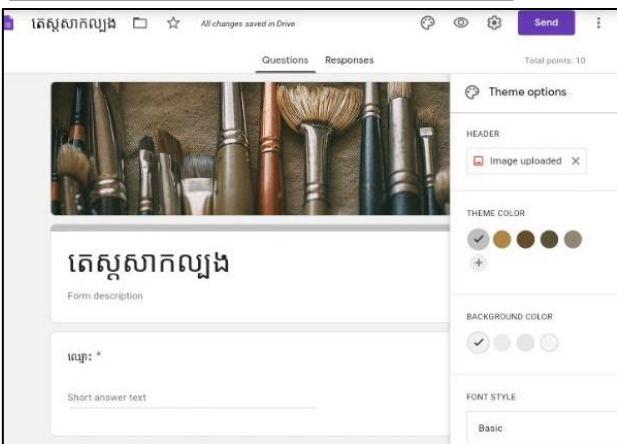 តេស្តសាកល្បង All changes saved in Drive Send
Questions Responses Total points: 10
Theme options
HEADER
Image uploaded
THEME COLOR
តេស្តសាកល្បង
Form description
BACKGROUND COLOR
ឈ្មោះ *
Short answer text
FONT STYLE
Basic